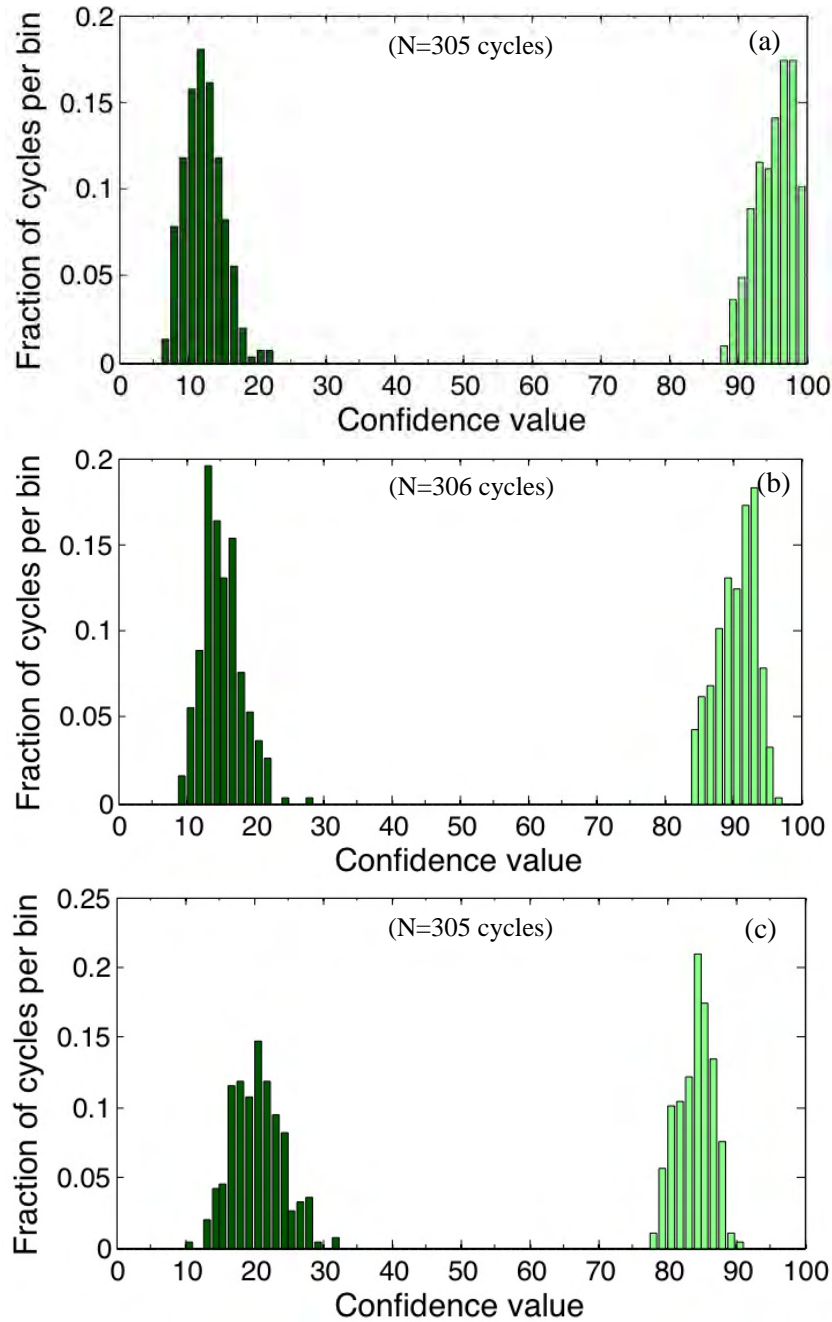 0.2
(N=305 cycles)
(a)
0.15
0.1
0.05
0
Fraction of cycles per bin
0 10 20 30 40 50 60 70 80 90 100
Confidence value
0.2
(N=306 cycles)
(b)
0.15
0.1
0.05
0
Fraction of cycles per bin
0 10 20 30 40 50 60 70 80 90 100
Confidence value
0.25
(N=305 cycles)
(c)
0.2
0.15
0.1
0.05
0
Fraction of cycles per bin
0 10 20 30 40 50 60 70 80 90 100
Confidence value